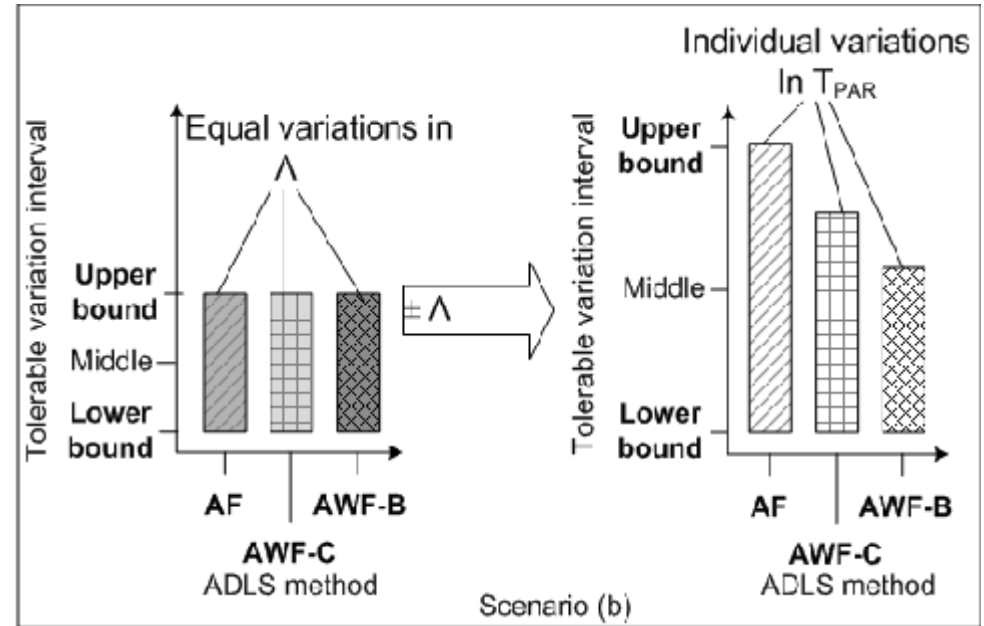 Tolerable variation interval
Equal variations in
Λ
Upper
bound
Middle
Lower
bound
AF
AWF-B
AWF-C
ADLS method
± Λ
Individual variations
In T_PAR
Tolerable variation interval
Upper
bound
Middle
Lower
bound
AF
AWF-B
AWF-C
ADLS method
Scenario (b)